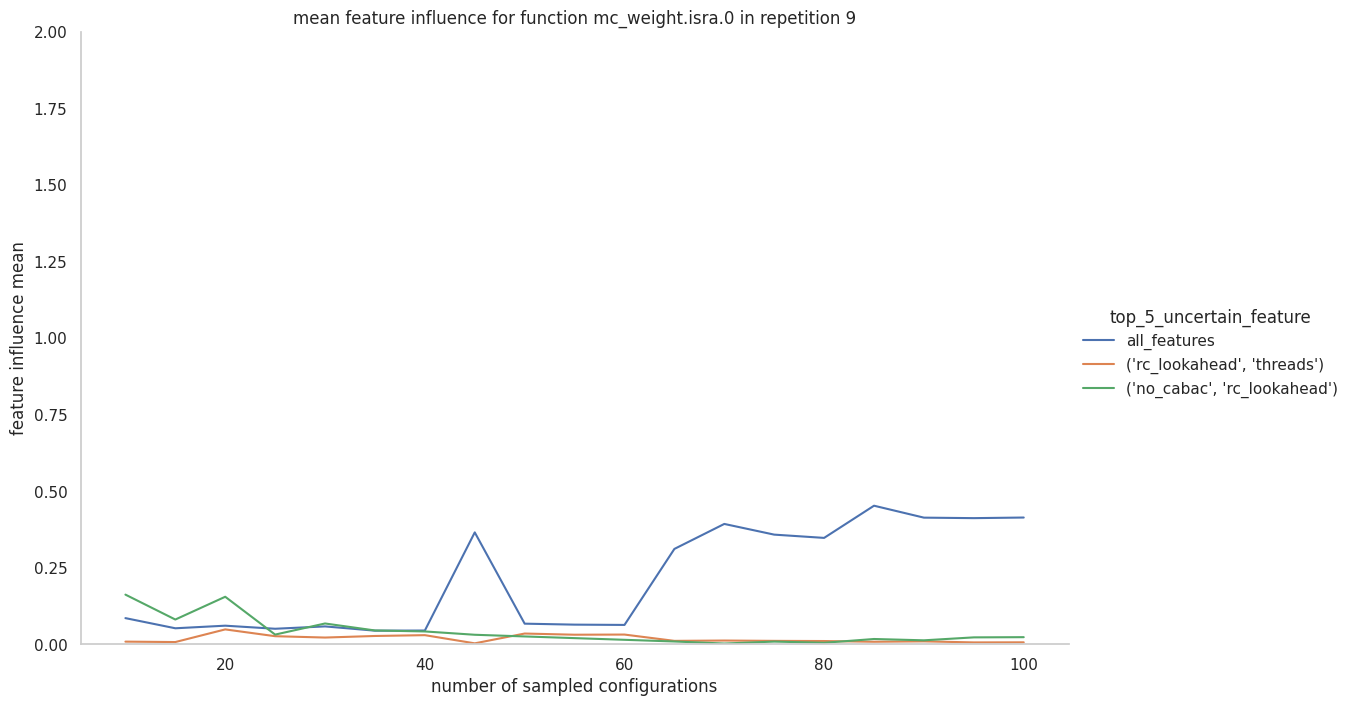 mean feature influence for function mc_weight.isra.0 in repetition 9
2.00
1.75
1.50
1.25
1.00
0.75
0.50
0.25
0.00
feature influence mean
20
40
60
80
100
number of sampled configurations
top_5_uncertain_feature
all_features
('rc_lookahead', 'threads')
('no_cabac', 'rc_lookahead')